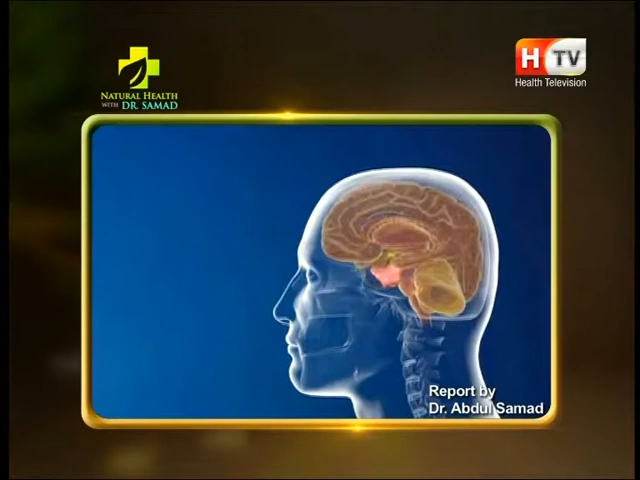 NATURAL HEALTH
WITH DR. SAMAD
H TV
Health Television
Report by
Dr. Abdul Samad